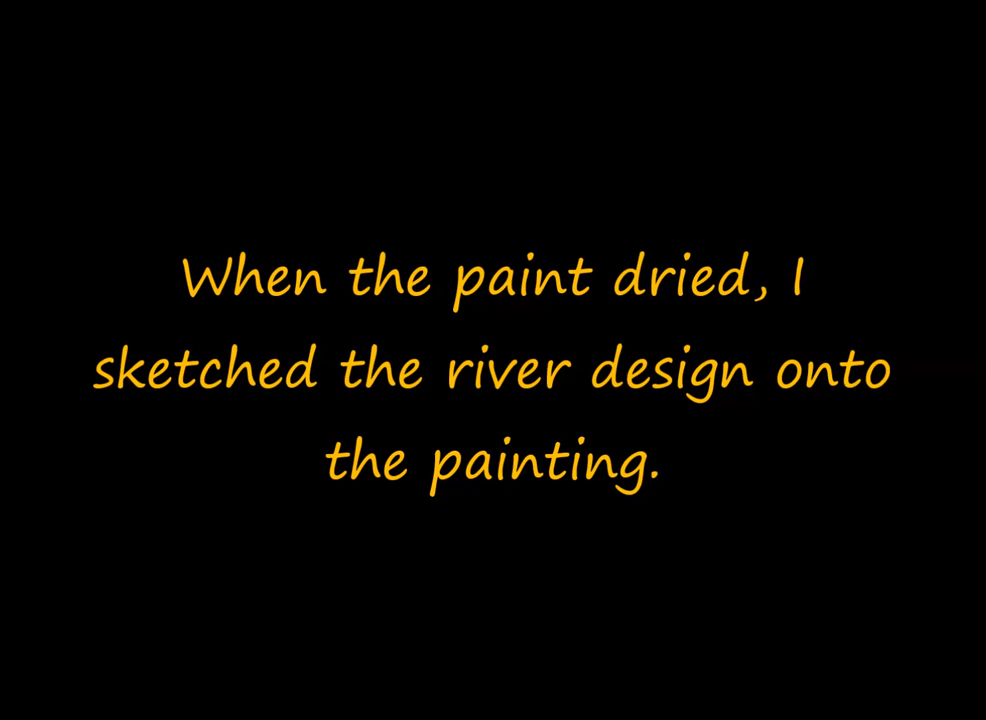 When the paint dried, I
sketched the river design onto
the painting.